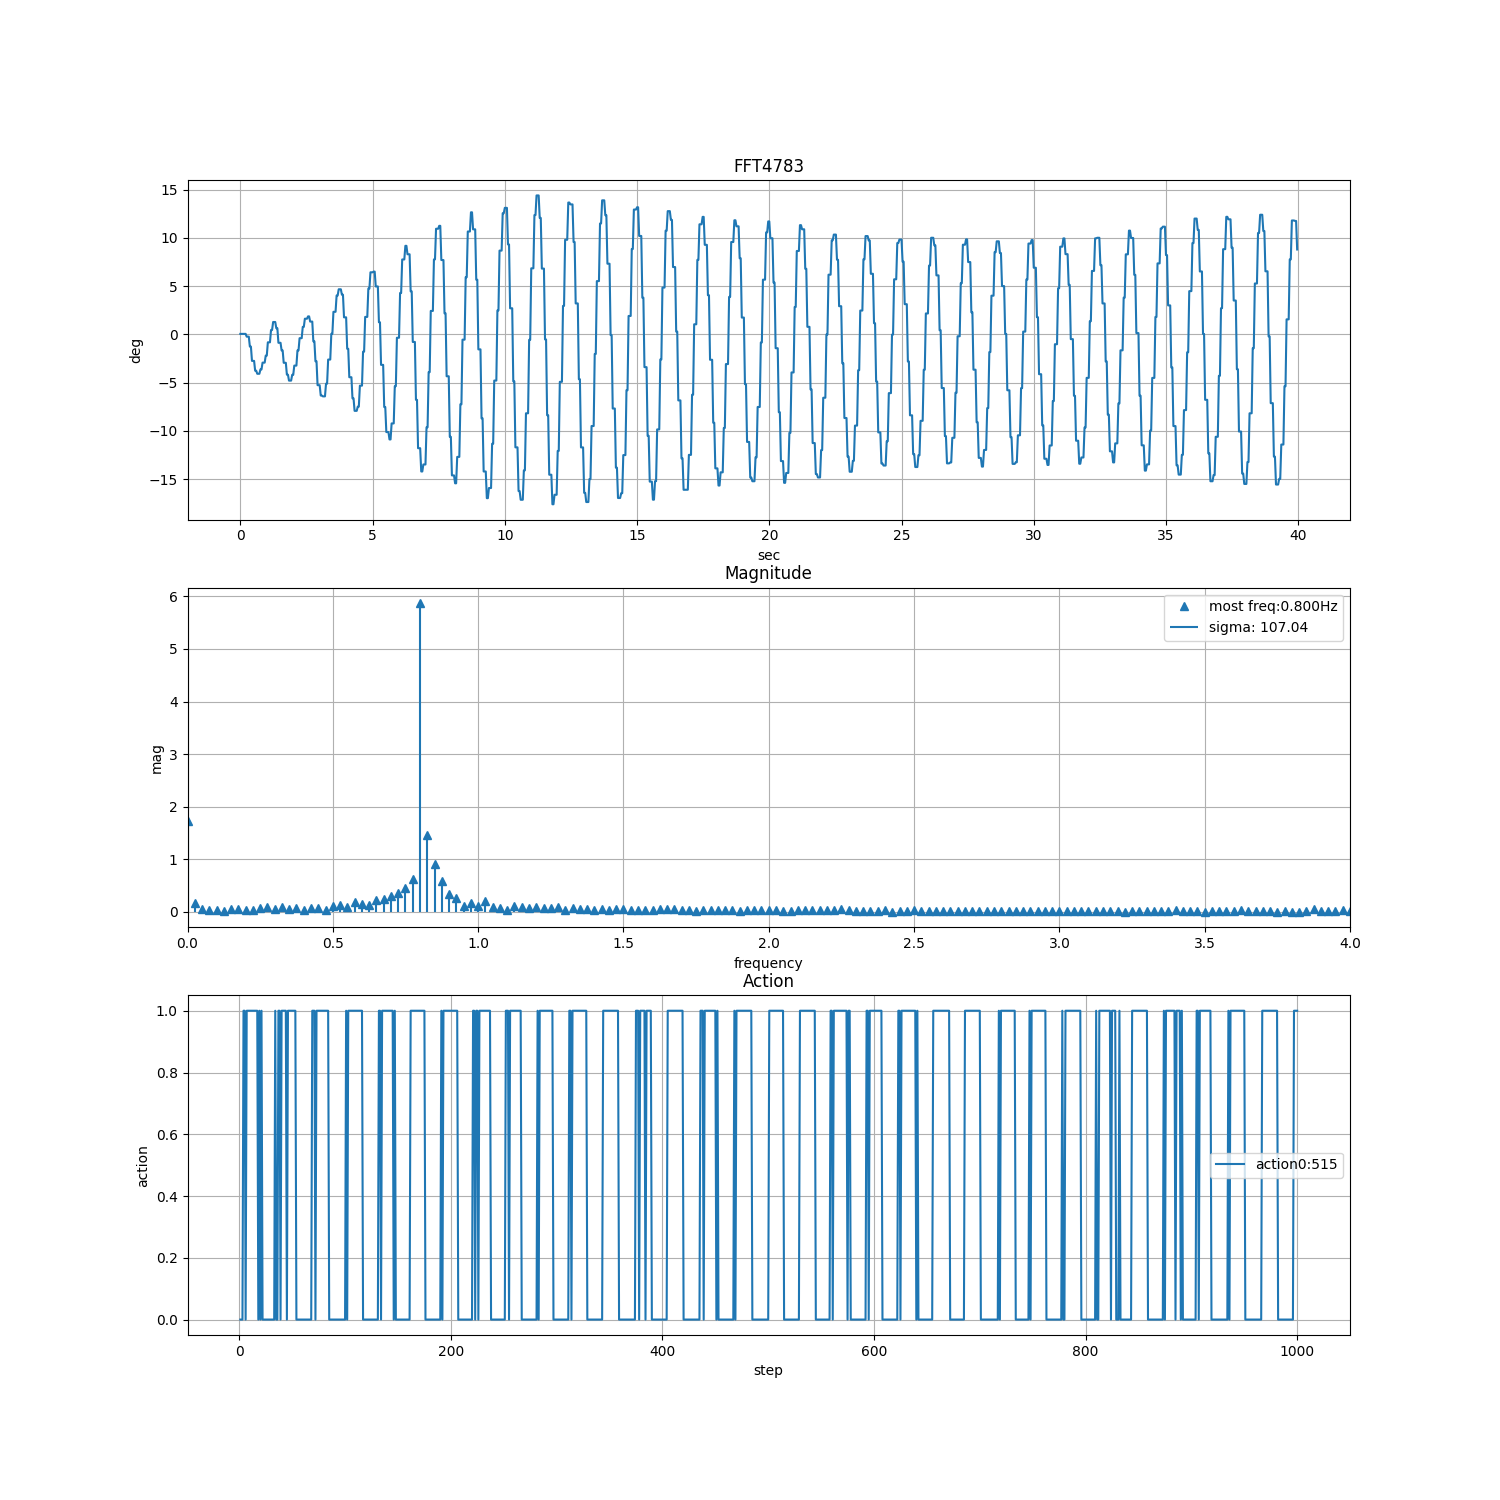 FFT4783
15
10
5
0
−5
−10
−15
deg
0 5 10 15 20 25 30 35 40
sec
Magnitude
6
5
4
3
2
1
0
mag
most freq:0.800Hz
sigma: 107.04
0.0 0.5 1.0 1.5 2.0 2.5 3.0 3.5 4.0
frequency
Action
1.0
0.8
0.6
0.4
0.2
0.0
action
action0:515
0 200 400 600 800 1000
step